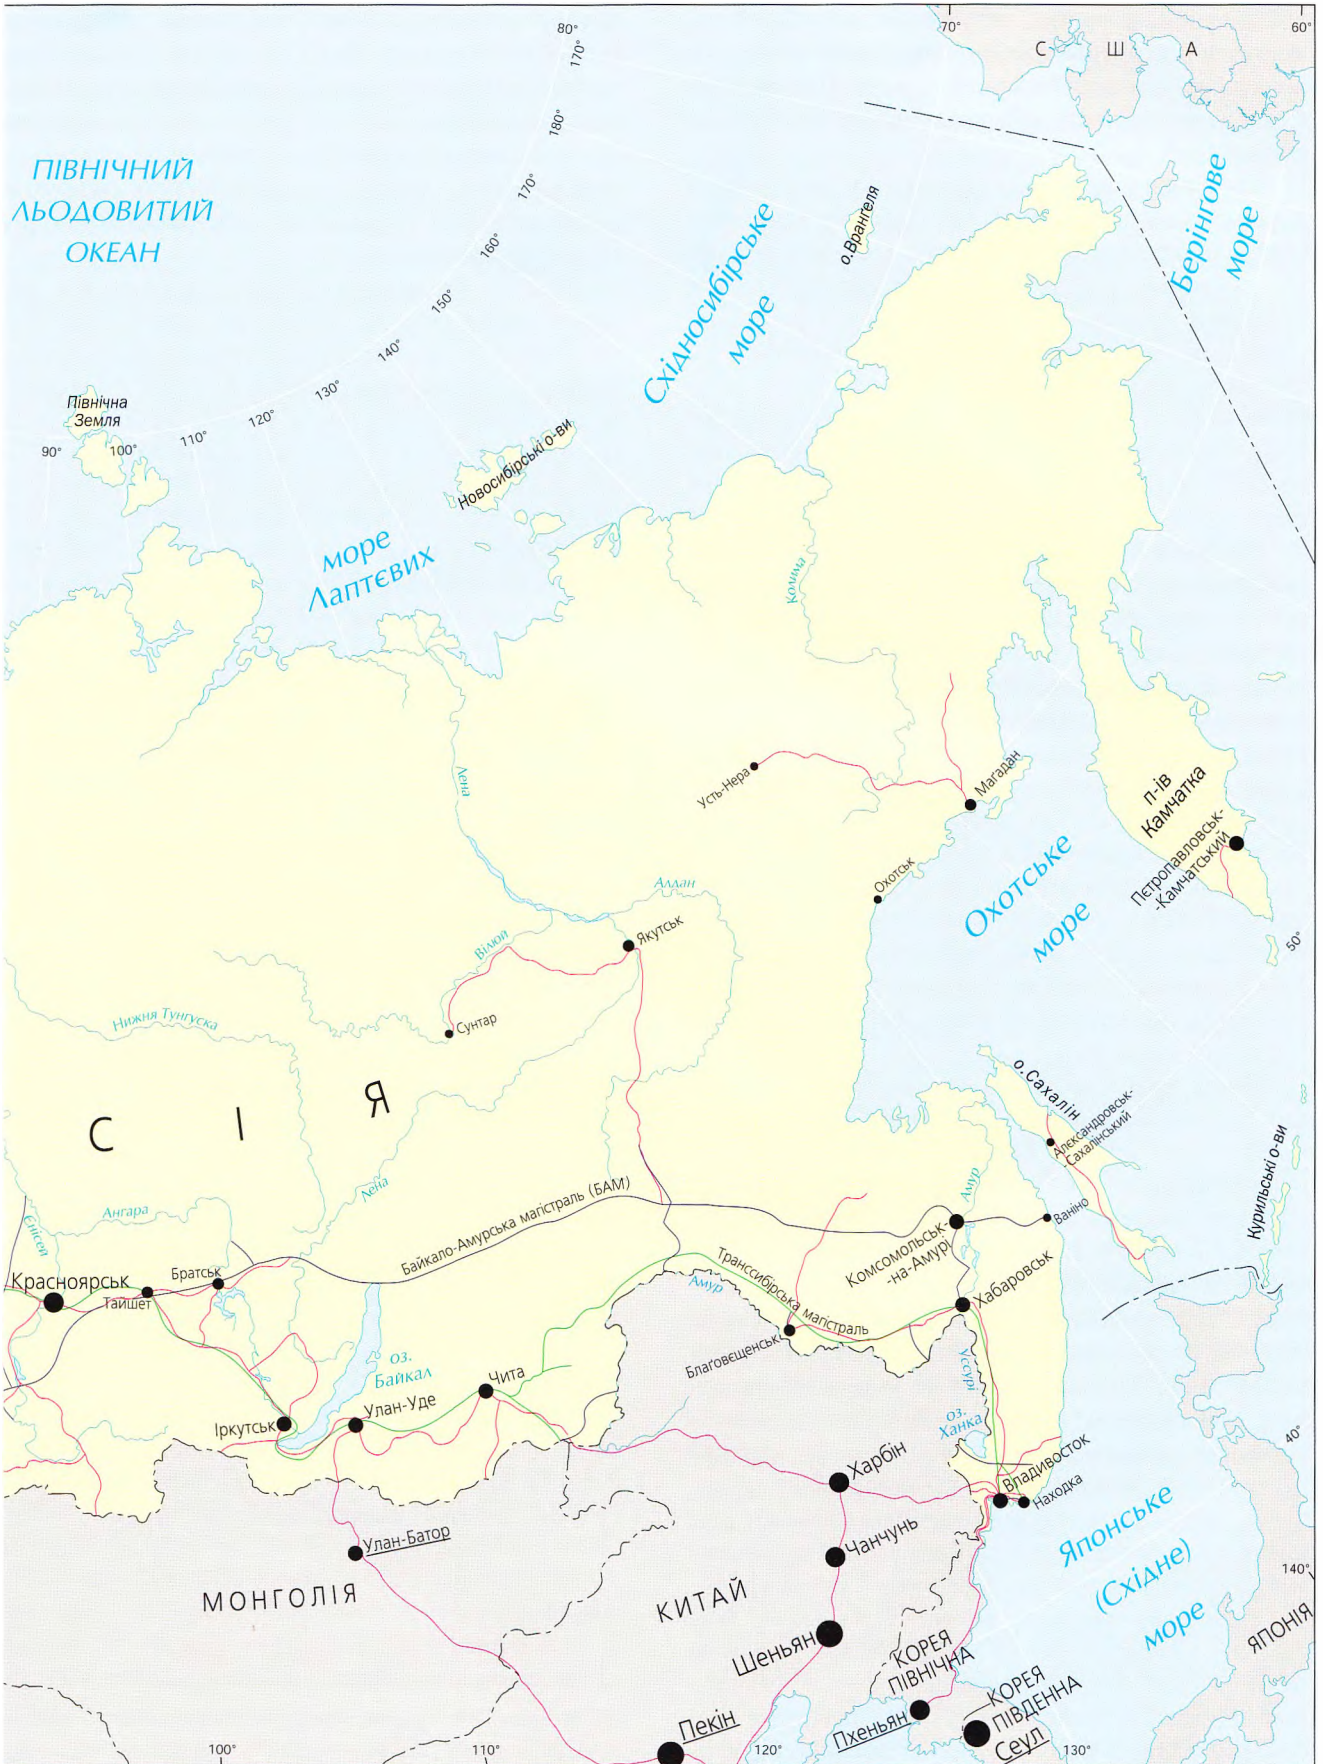 80°
70°
60°
170°
С Ш А
180°
ПІВНІЧНИЙ
ЛЬОДОВИТИЙ
ОКЕАН
170°
160°
150°
140°
130°
120°
110°
100°
90°
Східносибірське
море
о.Врангеля
Берінгове
море
Північна
Земля
Новосибірські о-ви
море
Лаптєвих
Колима
Лена
Усть-Нера
Магадан
п-ів
Камчатка
Пєтропавловськ-
-Камчатський
Охотськ
Охотське
море
50°
Алдан
Якутськ
Вілюй
Сунтар
Нижня Тунгуска
С І Я
о.Сахалін
Алєксандровськ-
-Сахалінський
Курильські о-ви
Лена
Ангара
Єнісей
Байкало-Амурська магістраль (БАМ)
Амур
Ваніно
Комсомольськ-
-на-Амурі
Хабаровськ
Красноярськ
Тайшет
Братськ
Транссибірська магістраль
Амур
Благовєщенськ
оз.
Байкал
Чита
Улан-Уде
Іркутськ
Уссурі
оз.
Ханка
40°
Харбін
Владивосток
Находка
Улан-Батор
Чанчунь
Японське
(Східне)
море
140°
МОНГОЛІЯ
КИТАЙ
Шеньян
КОРЕЯ
ПІВНІЧНА
ЯПОНІЯ
КОРЕЯ
ПІВДЕННА
Пекін
Пхеньян
Сеул
100°
110°
120°
130°